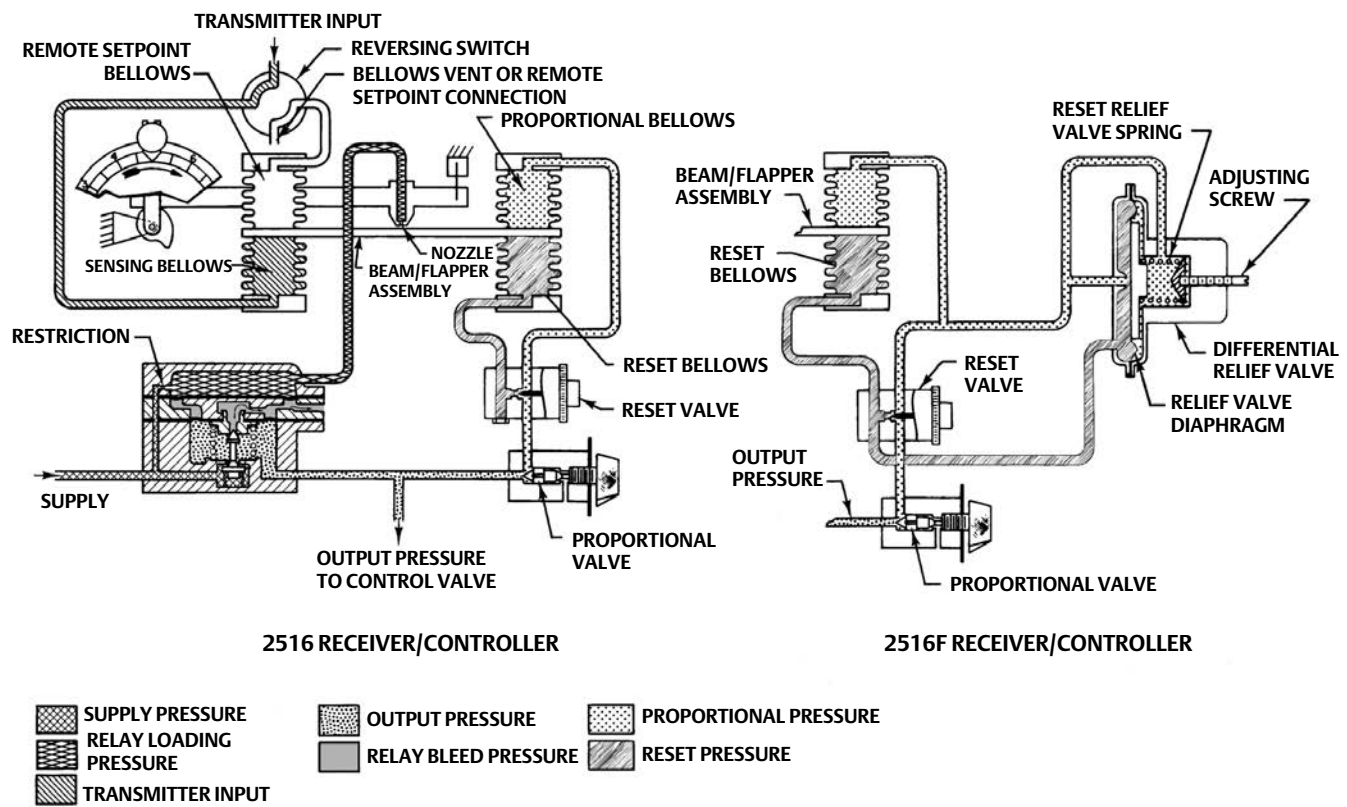 TRANSMITTER INPUT
REMOTE SETPOINT
BELLOWS
REVERSING SWITCH
BELLOWS VENT OR REMOTE
SETPOINT CONNECTION
PROPORTIONAL BELLOWS
SENSING BELLOWS
NOZZLE
BEAM/FLAPPER
ASSEMBLY
RESTRICTION
RESET BELLOWS
RESET VALVE
SUPPLY
OUTPUT PRESSURE
TO CONTROL VALVE
PROPORTIONAL
VALVE
2516 RECEIVER/CONTROLLER
RESET RELIEF
VALVE SPRING
BEAM/FLAPPER
ASSEMBLY
ADJUSTING
SCREW
RESET
BELLOWS
RESET
VALVE
DIFFERENTIAL
RELIEF VALVE
RELIEF VALVE
DIAPHRAGM
OUTPUT
PRESSURE
PROPORTIONAL VALVE
2516F RECEIVER/CONTROLLER
SUPPLY PRESSURE
RELAY LOADING
PRESSURE
TRANSMITTER INPUT
OUTPUT PRESSURE
RELAY BLEED PRESSURE
PROPORTIONAL PRESSURE
RESET PRESSURE